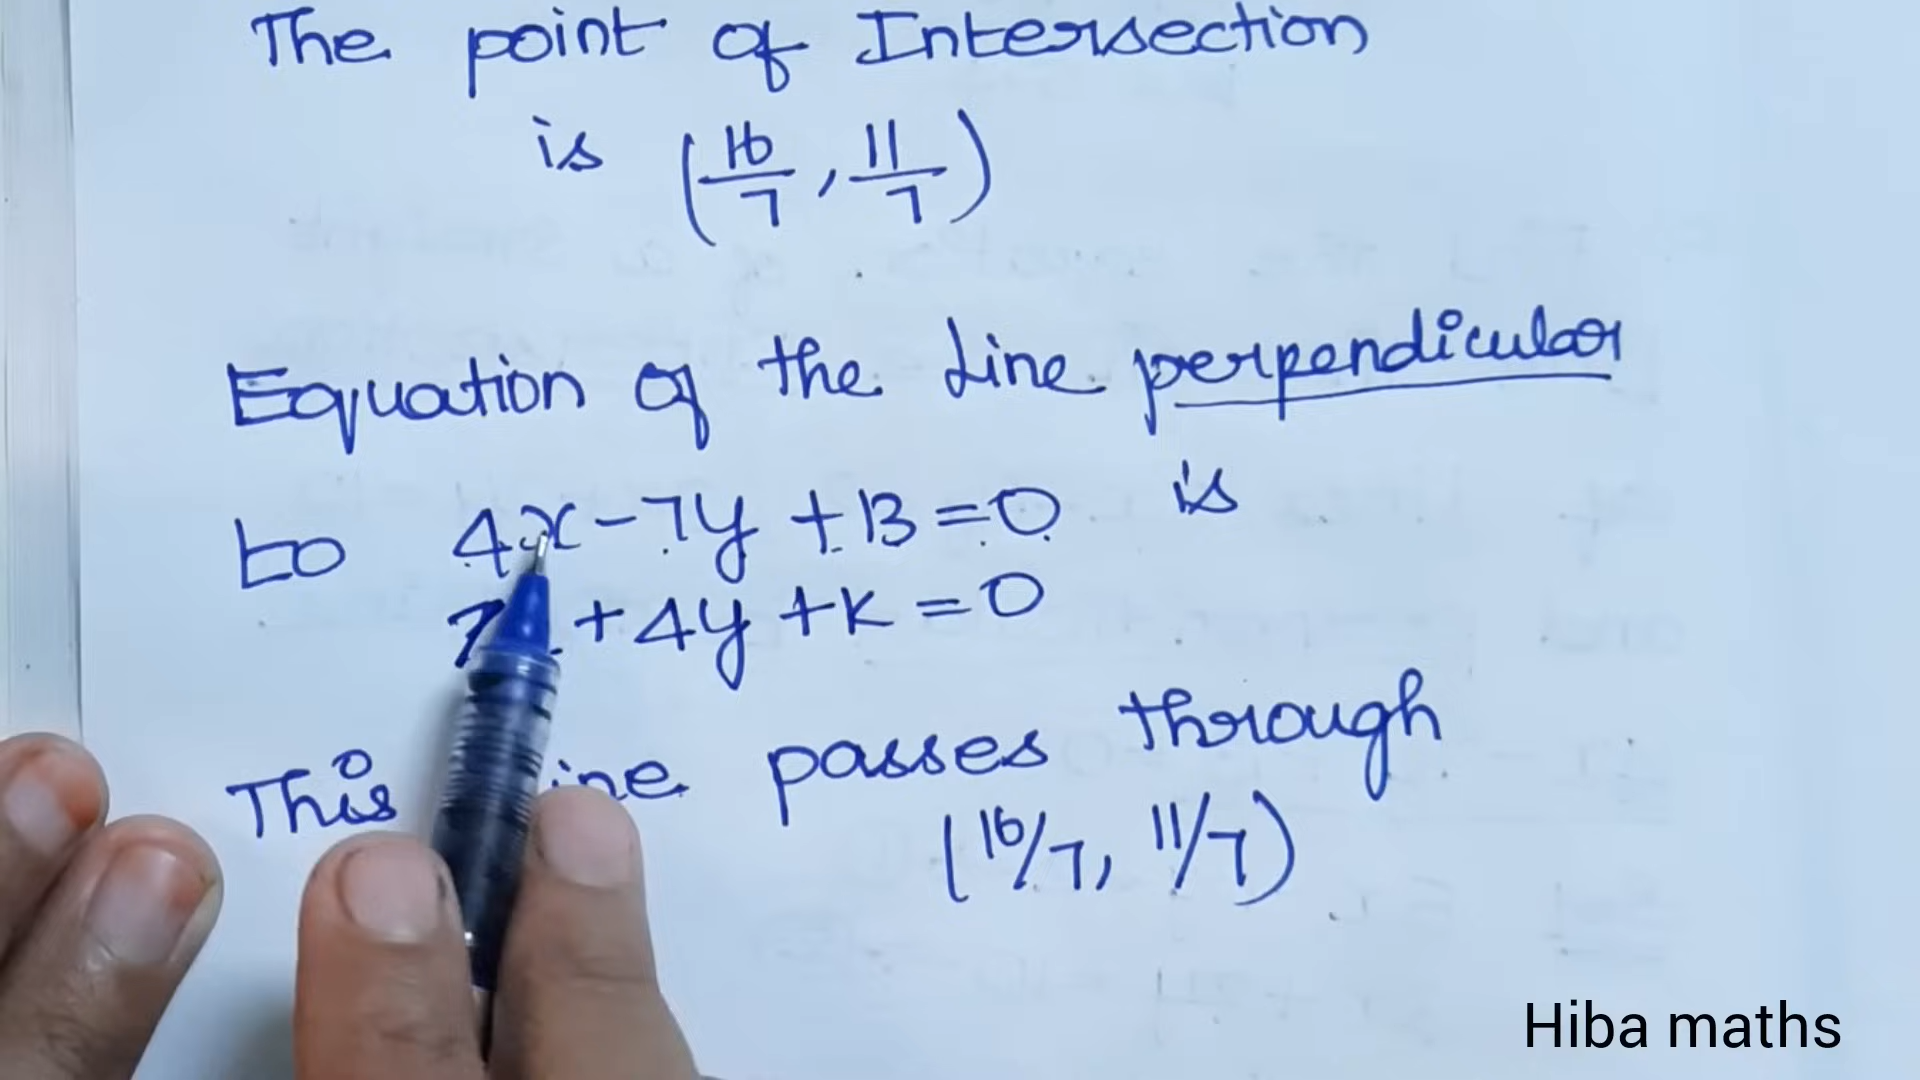 The point of Intersection
is (16/7, 11/7)
Equation of the Line perpendicular
to 4x-7y+13=0 is
+4y+k=0
This passes through
(16/7, 11/7)
Hiba maths